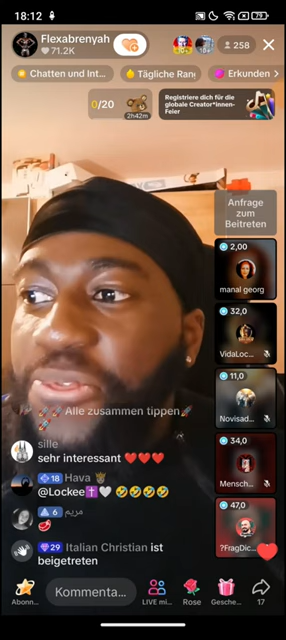 18:12
79
Flexabrenyah
71.2K
10+
258
Chatten und Int...
Tägliche Ran
Erkunden >
0/20
2h42m
Registriere dich für die
globale Creator*innen-
Feier
Anfrage
zum
Beitreten
2,00
manal georg
32,0
VidaLoc...
11,0
Novisad...
34,0
Mensch...
47,0
?FragDic...
🚀🚀 Alle zusammen tippen🚀
🚀
sille
sehr interessant ❤️❤️❤️
18 Hava
@Lockee✝️🤍🤣🤣🤣🤣
6 مريم
🥩
29 Italian Christian ist
beigetreten
Abonn...
Kommenta...
LIVE mi...
Rose
Gesche...
17